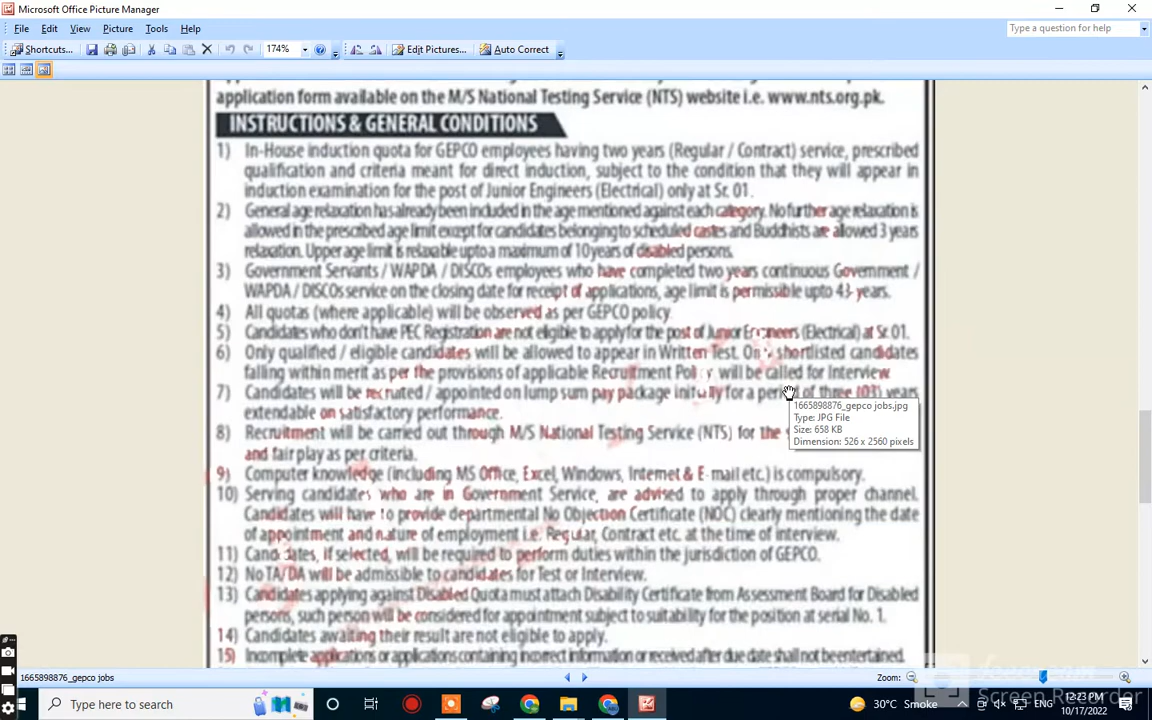 Microsoft Office Picture Manager
File Edit View Picture Tools Help
Type a question for help
Shortcuts... 174% Edit Pictures... Auto Correct
application form available on the M/S National Testing Service (NTS) website i.e. www.nts.org.pk.
INSTRUCTIONS & GENERAL CONDITIONS
1) In-House induction quota for GEPCO employees having two years (Regular / Contract) service, prescribed
qualification and criteria meant for direct induction, subject to the condition that they will appear in
induction examination for the post of Junior Engineers (Electrical) only at Sr. 01.
2) General age relaxation has already been included in the age mentioned against each category. No further age relaxation is
allowed in the prescribed age limit except for candidates belonging to scheduled castes and Buddhists are allowed 3 years
relaxation. Upper age limit is relaxable upto a maximum of 10 years of disabled persons.
3) Government Servants / WAPDA / DISCOs employees who have completed two years continuous Government /
WAPDA / DISCOs service on the closing date for receipt of applications, age limit is permissible upto 43- years.
4) All quotas (where applicable) will be observed as per GEPCO policy.
5) Candidates who don't have PEC Registration are not eligible to apply for the post of Junior Engineers (Electrical) at Sr. 01.
6) Only qualified / eligible candidates will be allowed to appear in Written Test. Only shortlisted candidates
falling within merit as per the provisions of applicable Recruitment Policy will be called for Interview
7) Candidates will be recruited / appointed on lump sum pay package initially for a period of three (03) years
extendable on satisfactory performance.
8) Recruitment will be carried out through M/S National Testing Service (NTS) for the
and fair play as per criteria.
9) Computer knowledge (including MS Office, Excel, Windows, Internet & E-mail etc.) is compulsory.
10) Serving candidates who are in Government Service, are advised to apply through proper channel.
Candidates will have to provide departmental No Objection Certificate (NOC) clearly mentioning the date
of appointment and nature of employment i.e. Regular, Contract etc. at the time of interview.
11) Candidates, if selected, will be required to perform duties within the jurisdiction of GEPCO.
12) No TA/DA will be admissible to candidates for Test or Interview.
13) Candidates applying against Disabled Quota must attach Disability Certificate from Assessment Board for Disabled
persons, such person will be considered for appointment subject to suitability for the position at serial No. 1.
14) Candidates awaiting their result are not eligible to apply.
15) Incomplete applications or applications containing incorrect information or received after due date shall not be entertained.
1665898876_gepco jobs.jpg
Type: JPG File
Size: 658 KB
Dimension: 526 x 2560 pixels
1665898876_gepco jobs
Zoom:
Screen Recorder
Type here to search
30°C Smoke
ENG
12:23 PM
10/17/2022